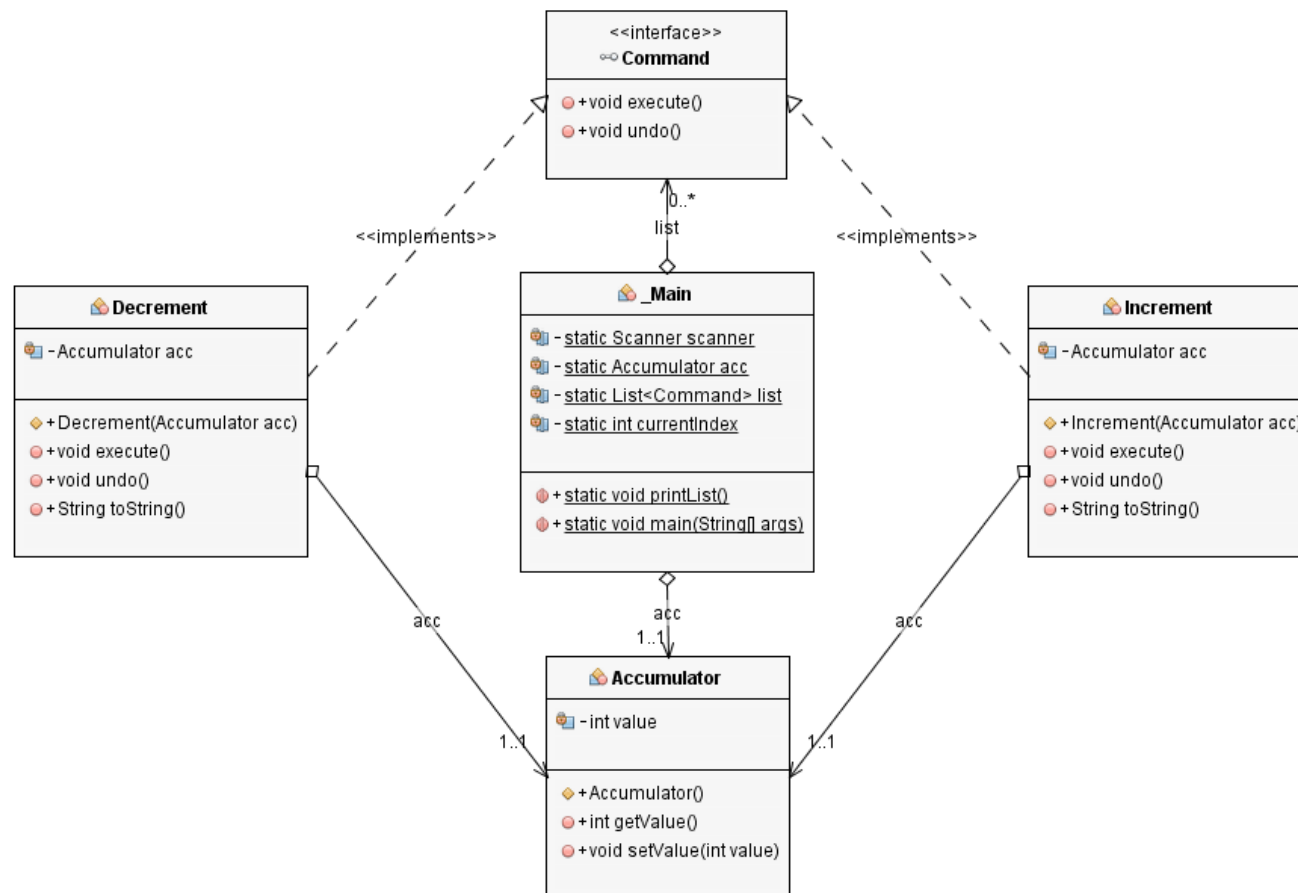 <<interface>>
Command
+void execute()
+void undo()
0..*
list
<<implements>>
<<implements>>
Decrement
-Accumulator acc
+Decrement(Accumulator acc)
+void execute()
+void undo()
+String toString()
_Main
-static Scanner scanner
-static Accumulator acc
-static List<Command> list
-static int currentIndex
+static void printList()
+static void main(String[] args)
Increment
-Accumulator acc
+Increment(Accumulator acc)
+void execute()
+void undo()
+String toString()
acc
acc
acc
1..1
1..1
1..1
Accumulator
-int value
+Accumulator()
+int getValue()
+void setValue(int value)